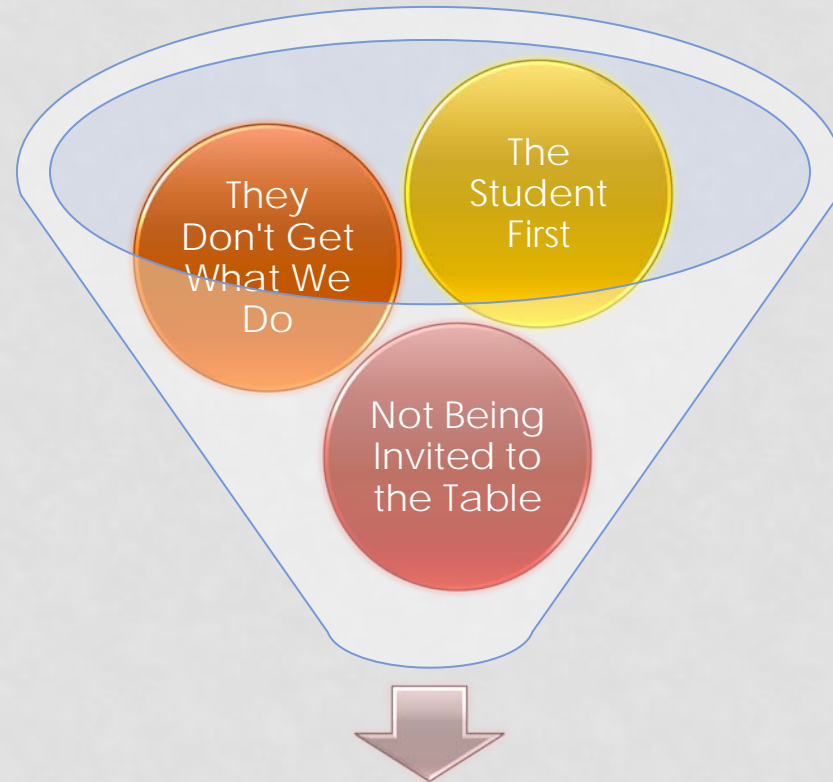 They
Don't Get
What We
Do
The
Student
First
Not Being
Invited to
the Table